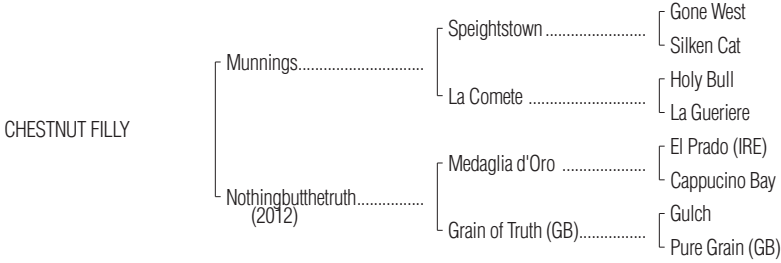 Gone West
Speightstown
Silken Cat
Munnings
Holy Bull
La Comete
La Gueriere
CHESTNUT FILLY
El Prado (IRE)
Medaglia d'Oro
Cappucino Bay
Nothingbutthetruth
(2012)
Gulch
Grain of Truth (GB)
Pure Grain (GB)